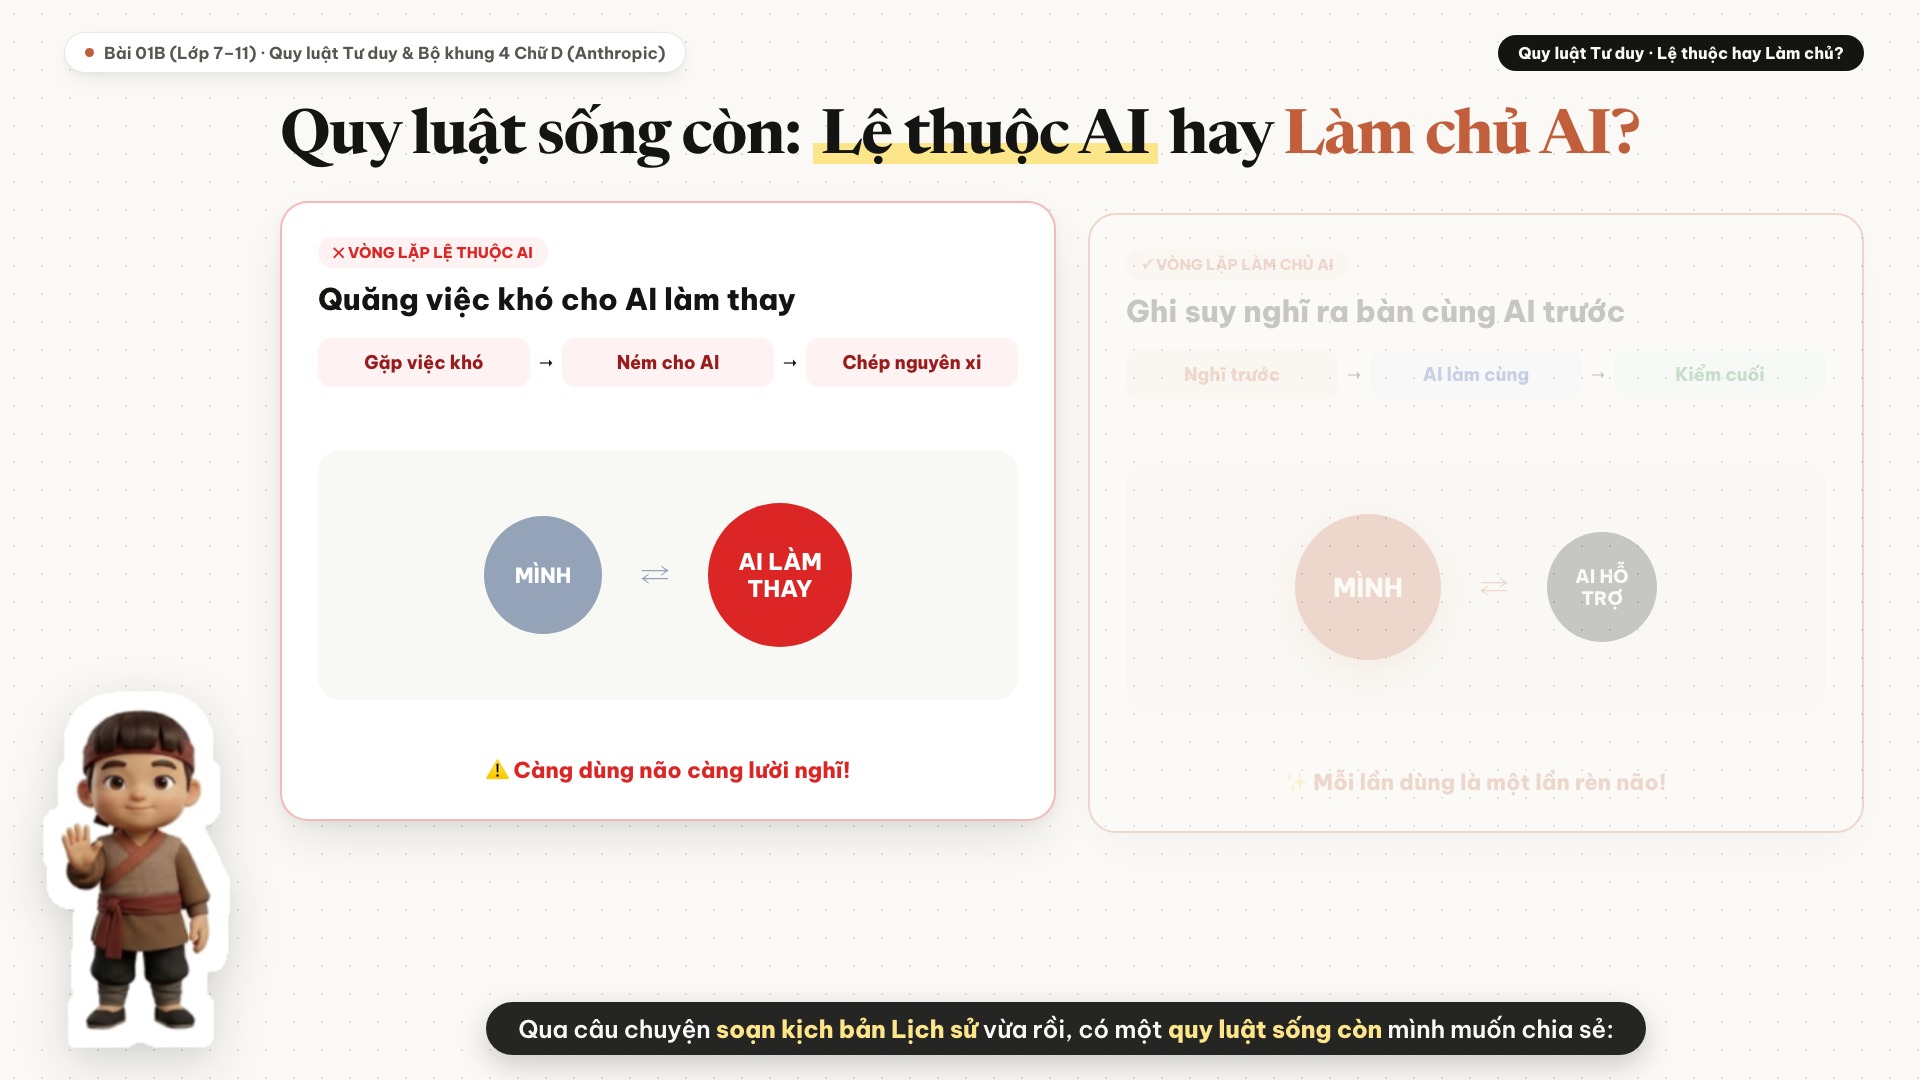 Bài 01B (Lớp 7–11) · Quy luật Tư duy & Bộ khung 4 Chữ D (Anthropic)
Quy luật Tư duy · Lệ thuộc hay Làm chủ?
Quy luật sống còn: Lệ thuộc AI hay Làm chủ AI?
✕ VÒNG LẶP LỆ THUỘC AI
Quăng việc khó cho AI làm thay
Gặp việc khó → Ném cho AI → Chép nguyên xi
MÌNH ⇄ AI LÀM
THAY
⚠️ Càng dùng não càng lười nghĩ!
✓ VÒNG LẶP LÀM CHỦ AI
Ghi suy nghĩ ra bàn cùng AI trước
Nghĩ trước → AI làm cùng → Kiểm cuối
MÌNH ⇄ AI HỖ
TRỢ
✨ Mỗi lần dùng là một lần rèn não!
Qua câu chuyện soạn kịch bản Lịch sử vừa rồi, có một quy luật sống còn mình muốn chia sẻ: